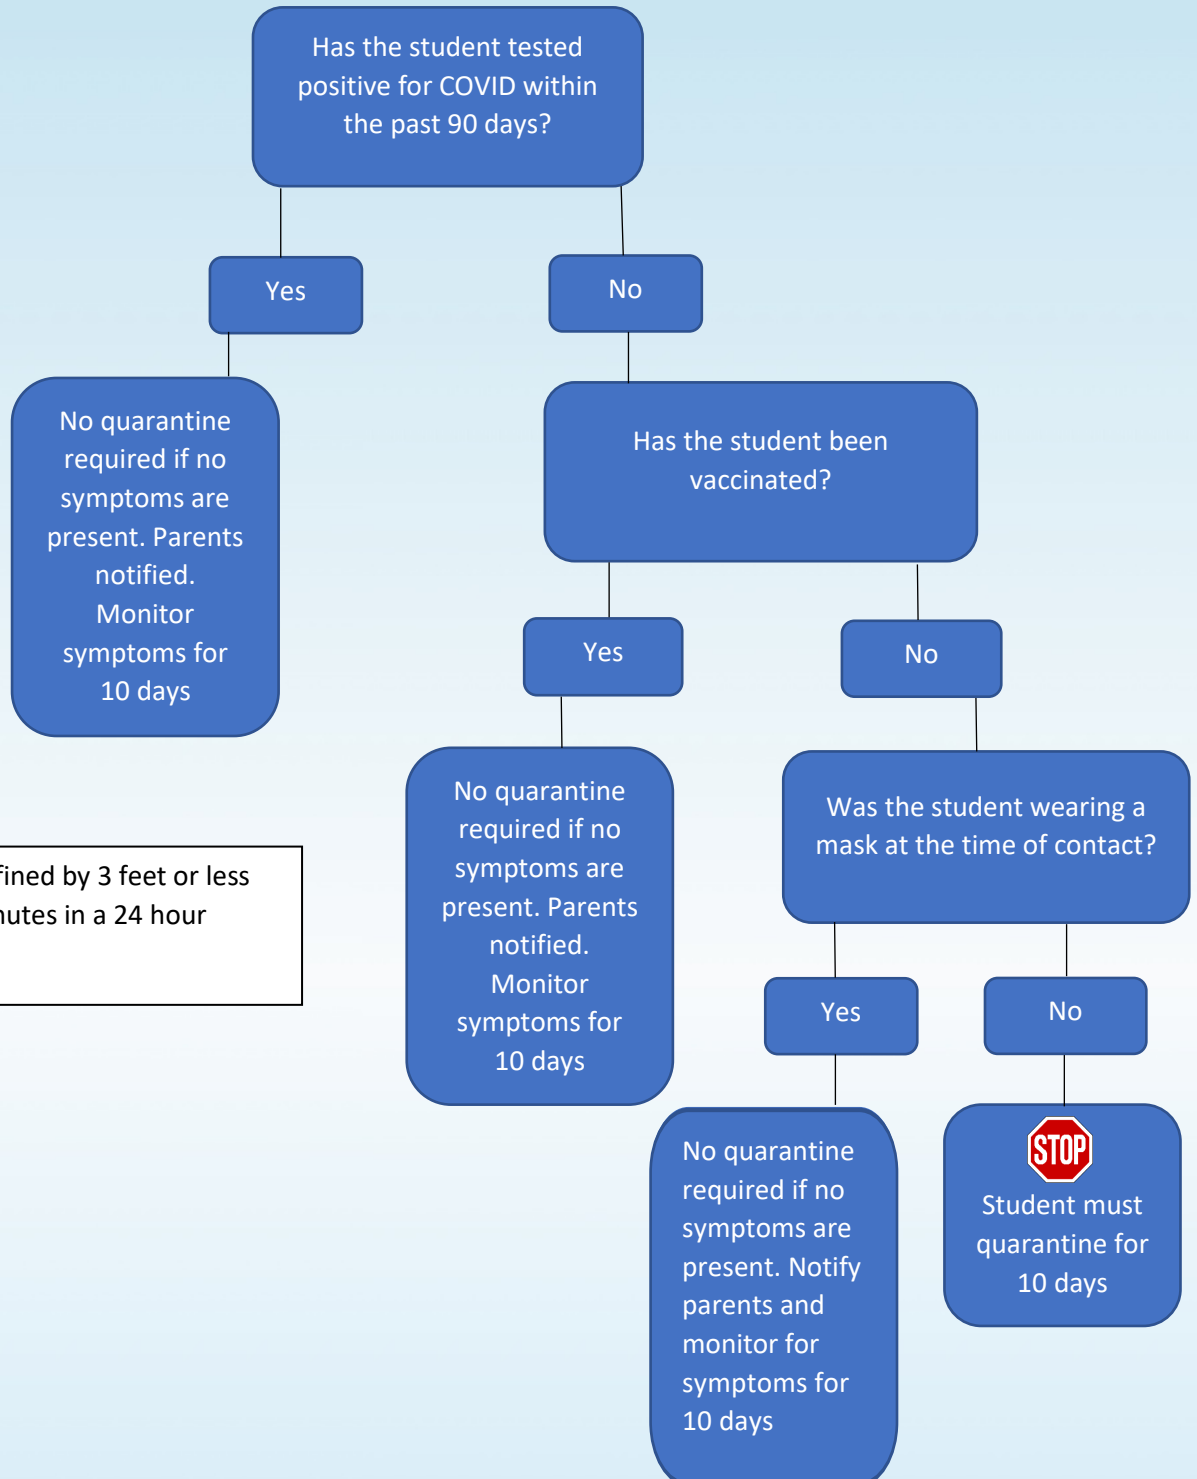 Has the student tested
positive for COVID within
the past 90 days?
Yes
No
No quarantine
required if no
symptoms are
present. Parents
notified.
Monitor
symptoms for
10 days
Has the student been
vaccinated?
Yes
No
No quarantine
required if no
symptoms are
present. Parents
notified.
Monitor
symptoms for
10 days
Was the student wearing a
mask at the time of contact?
by 3 feet or less
in a 24 hour
Yes
No
No quarantine
required if no
symptoms are
present. Notify
parents and
monitor for
symptoms for
10 days
STOP
Student must
quarantine for
10 days